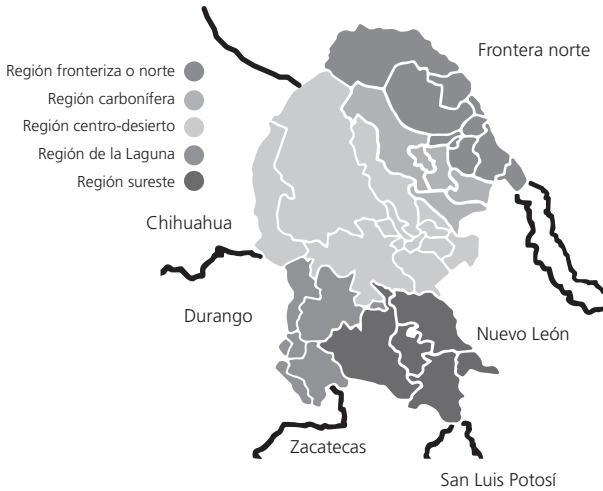 Frontera norte
Región fronteriza o norte
Región carbonífera
Región centro-desierto
Región de la Laguna
Región sureste
Chihuahua
Durango
Nuevo León
Zacatecas
San Luis Potosí